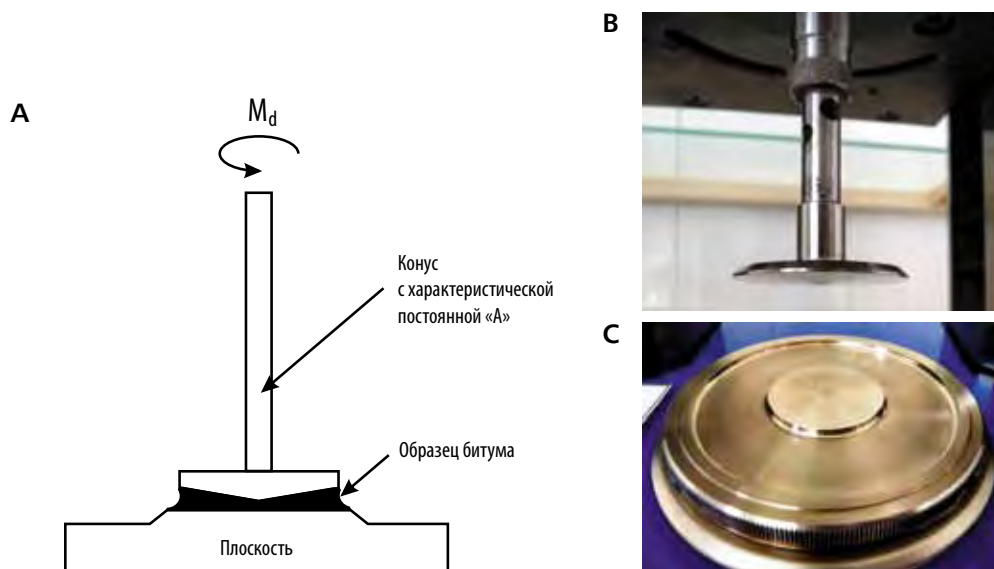 A
M_d
Конус
с характеристической
постоянной «А»
Образец битума
Плоскость
B
C